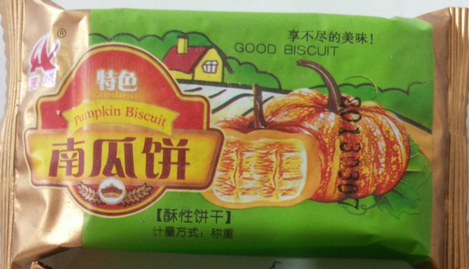 享不尽的美味！
GOOD BISCUIT
®
特色
Pumpkin Biscuit
南瓜饼
20130307
【酥性饼干】
计量方式：称重